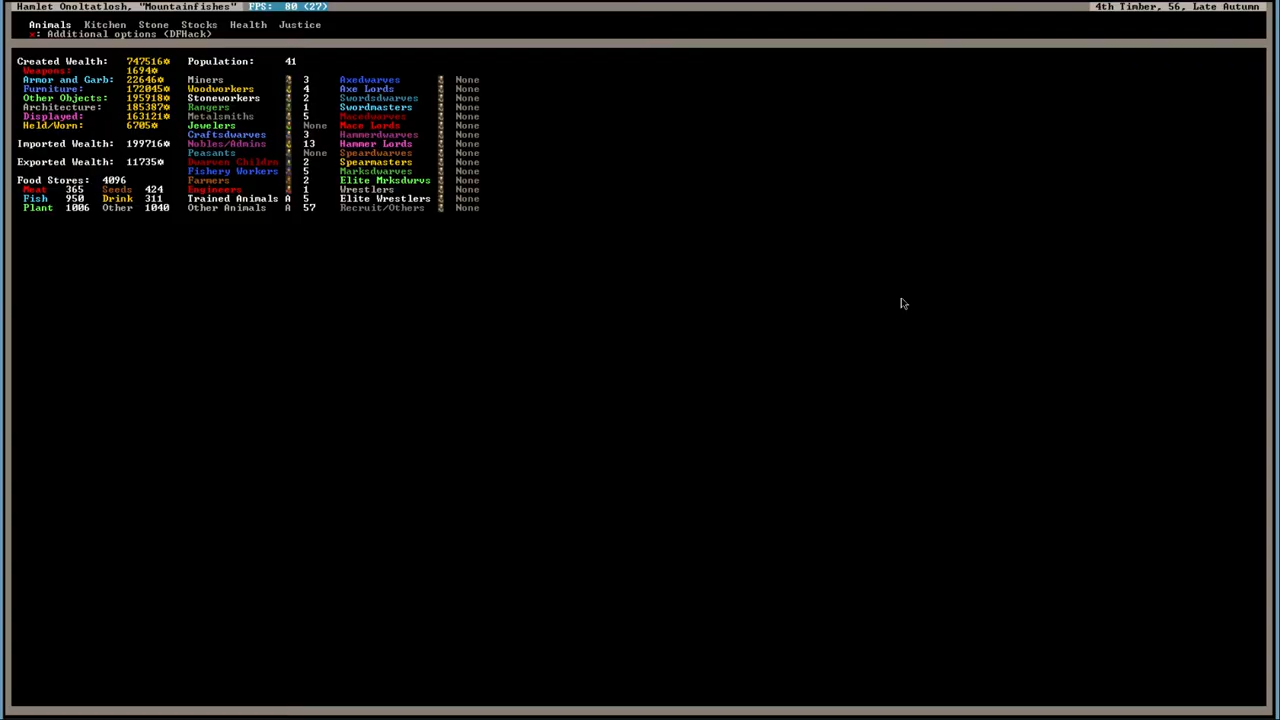 Hamlet Onoltatlosh, "Mountainfishes" FPS: 80 (27) 4th Timber, 56, Late Autumn
Animals Kitchen Stone Stocks Health Justice
x: Additional options (DFHack)
Created Wealth: 747516☼ Population: 41
Weapons: 1694☼
Armor and Garb: 22646☼ Miners 3 Axedwarves None
Furniture: 172045☼ Woodworkers 4 Axe Lords None
Other Objects: 195918☼ Stoneworkers 2 Swordsdwarves None
Architecture: 185387☼ Rangers 1 Swordmasters None
Displayed: 163121☼ Metalsmiths 5 Macedwarves None
Held/Worn: 6705☼ Jewelers None Mace Lords None
Craftsdwarves 3 Hammerdwarves None
Imported Wealth: 199716☼ Nobles/Admins 13 Hammer Lords None
Peasants None Speardwarves None
Exported Wealth: 11735☼ Dwarven Childrn 2 Spearmasters None
Fishery Workers 5 Marksdwarves None
Food Stores: 4096 Farmers 2 Elite Mrksdwrvs None
Meat 365 Seeds 424 Engineers 1 Wrestlers None
Fish 950 Drink 311 Trained Animals A 5 Elite Wrestlers None
Plant 1006 Other 1040 Other Animals A 57 Recruit/Others None